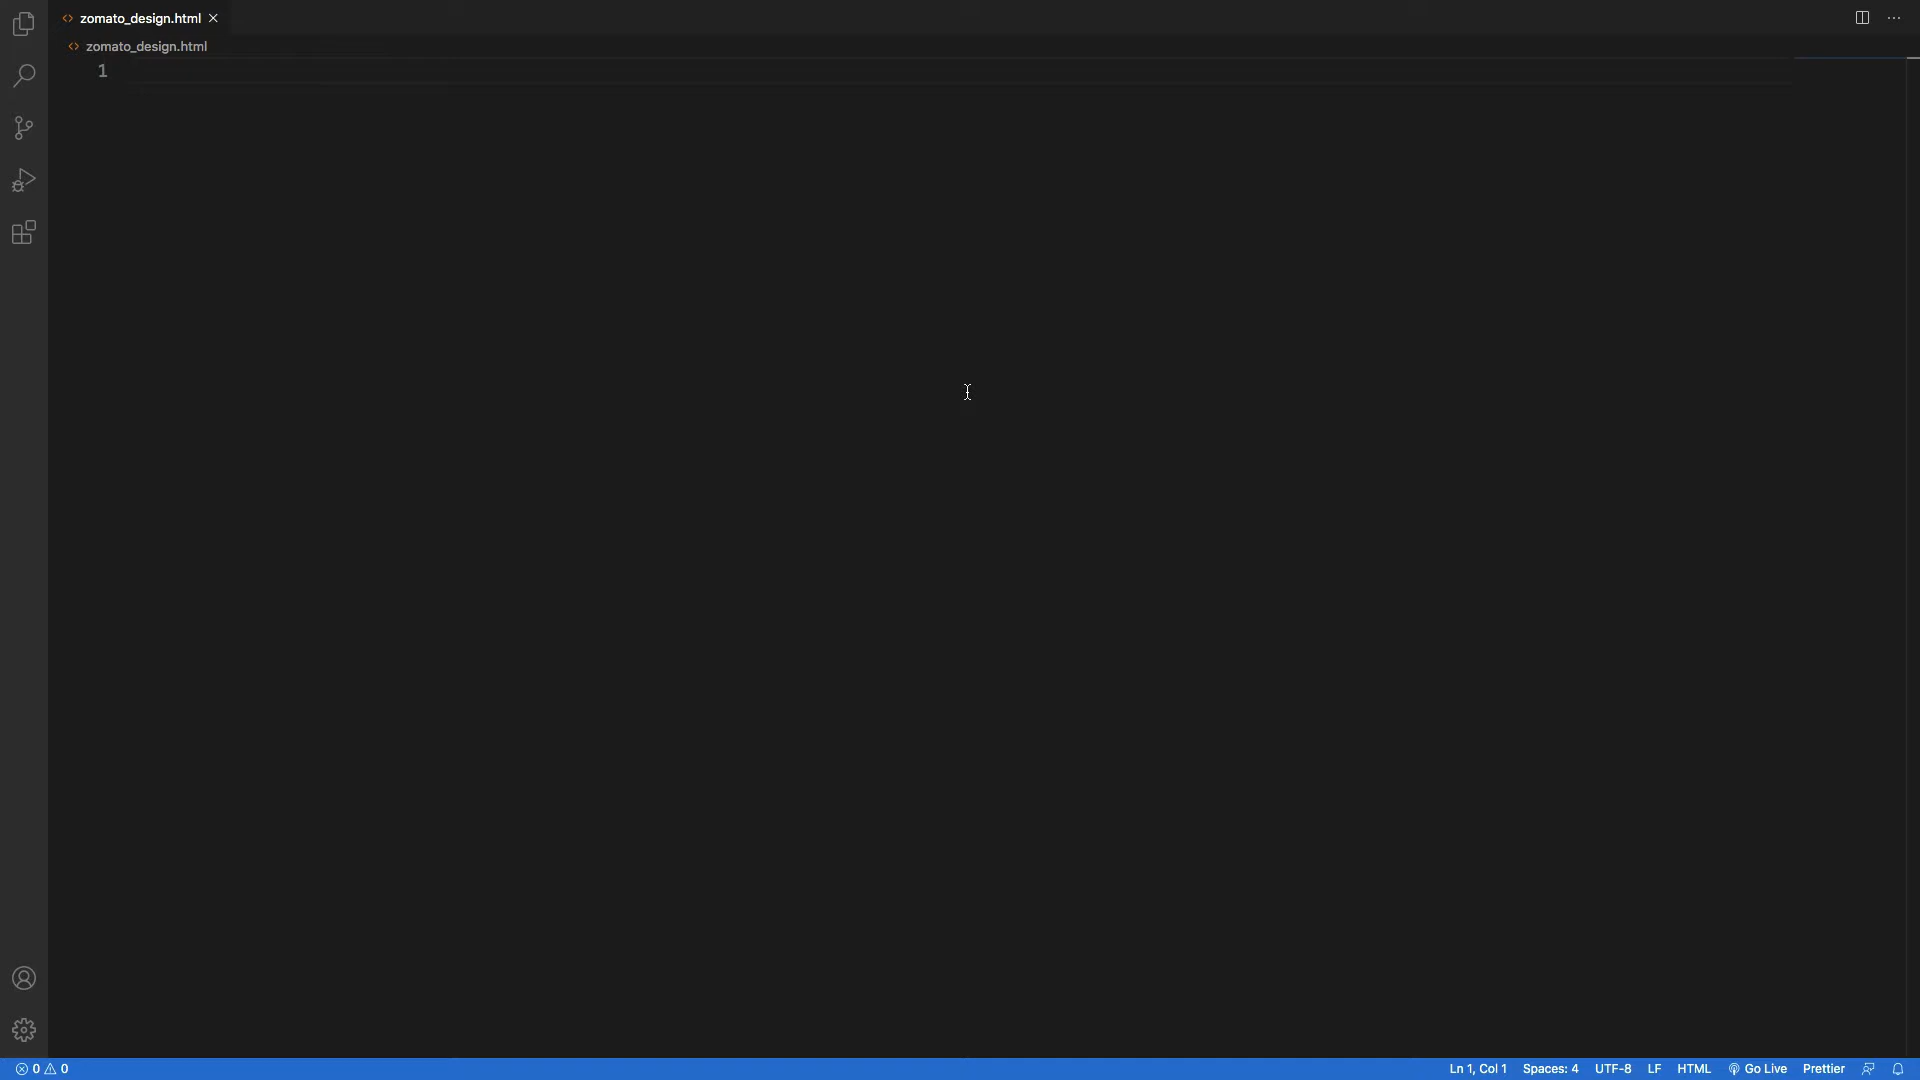 zomato_design.html
zomato_design.html
1
0 0 Ln 1, Col 1 Spaces: 4 UTF-8 LF HTML Go Live Prettier